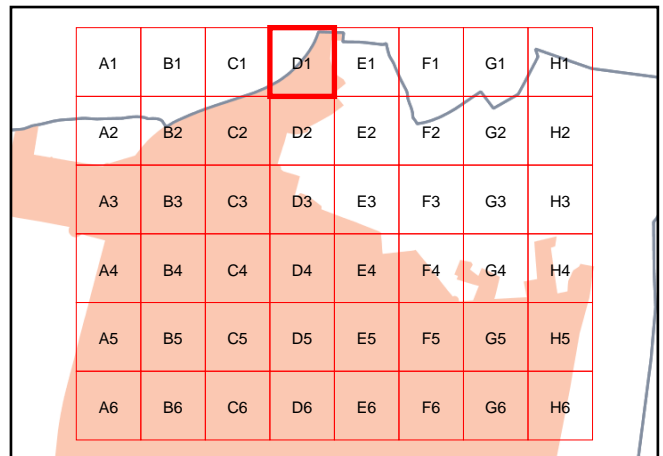 A1 B1 C1 D1 E1 F1 G1 H1
A2 B2 C2 D2 E2 F2 G2 H2
A3 B3 C3 D3 E3 F3 G3 H3
A4 B4 C4 D4 E4 F4 G4 H4
A5 B5 C5 D5 E5 F5 G5 H5
A6 B6 C6 D6 E6 F6 G6 H6